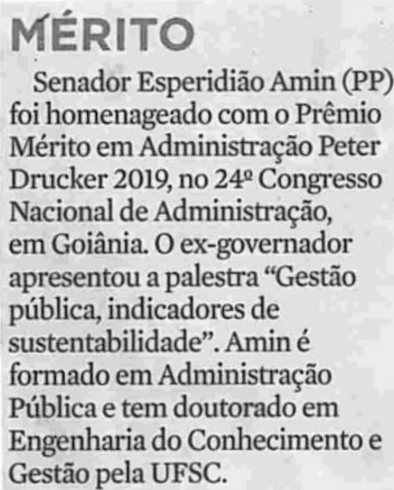 MÉRITO
Senador Esperidião Amin (PP)
foi homenageado com o Prêmio
Mérito em Administração Peter
Drucker 2019, no 24º Congresso
Nacional de Administração,
em Goiânia. O ex-governador
apresentou a palestra “Gestão
pública, indicadores de
sustentabilidade”. Amin é
formado em Administração
Pública e tem doutorado em
Engenharia do Conhecimento e
Gestão pela UFSC.